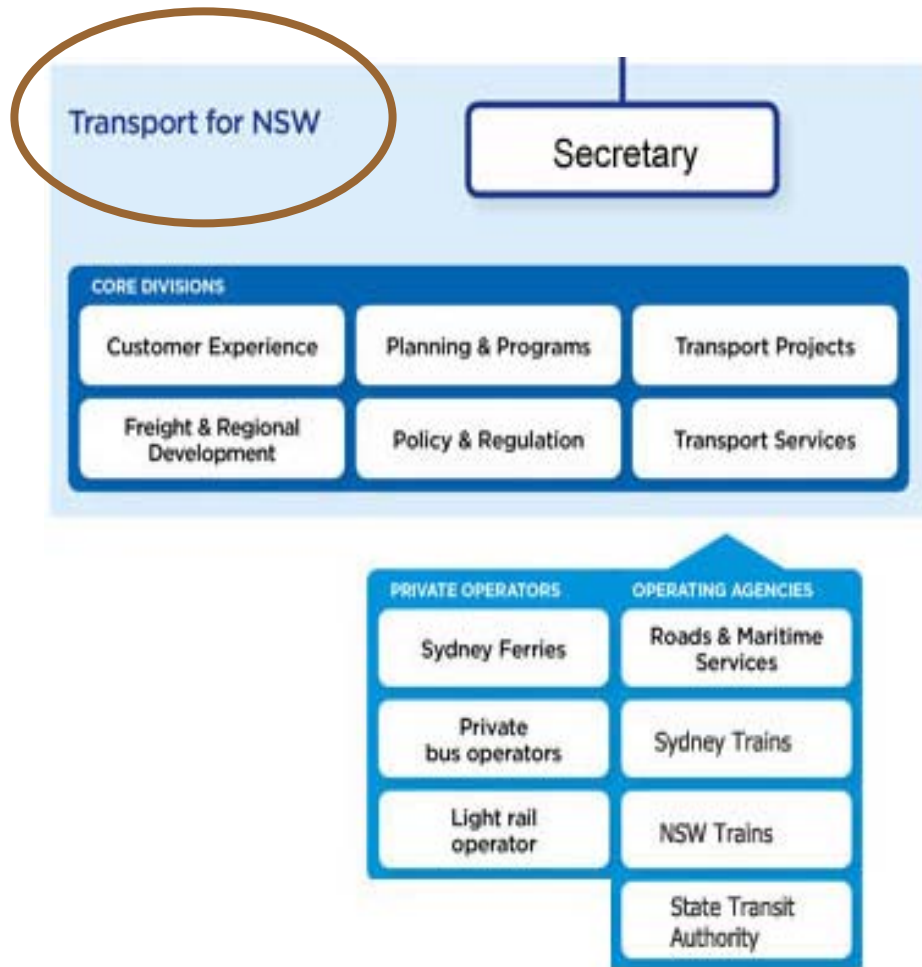 Transport for NSW
Secretary
CORE DIVISIONS
Customer Experience
Planning & Programs
Transport Projects
Freight & Regional
Development
Policy & Regulation
Transport Services
PRIVATE OPERATORS
OPERATING AGENCIES
Sydney Ferries
Roads & Maritime
Services
Private
bus operators
Sydney Trains
Light rail
operator
NSW Trains
State Transit
Authority